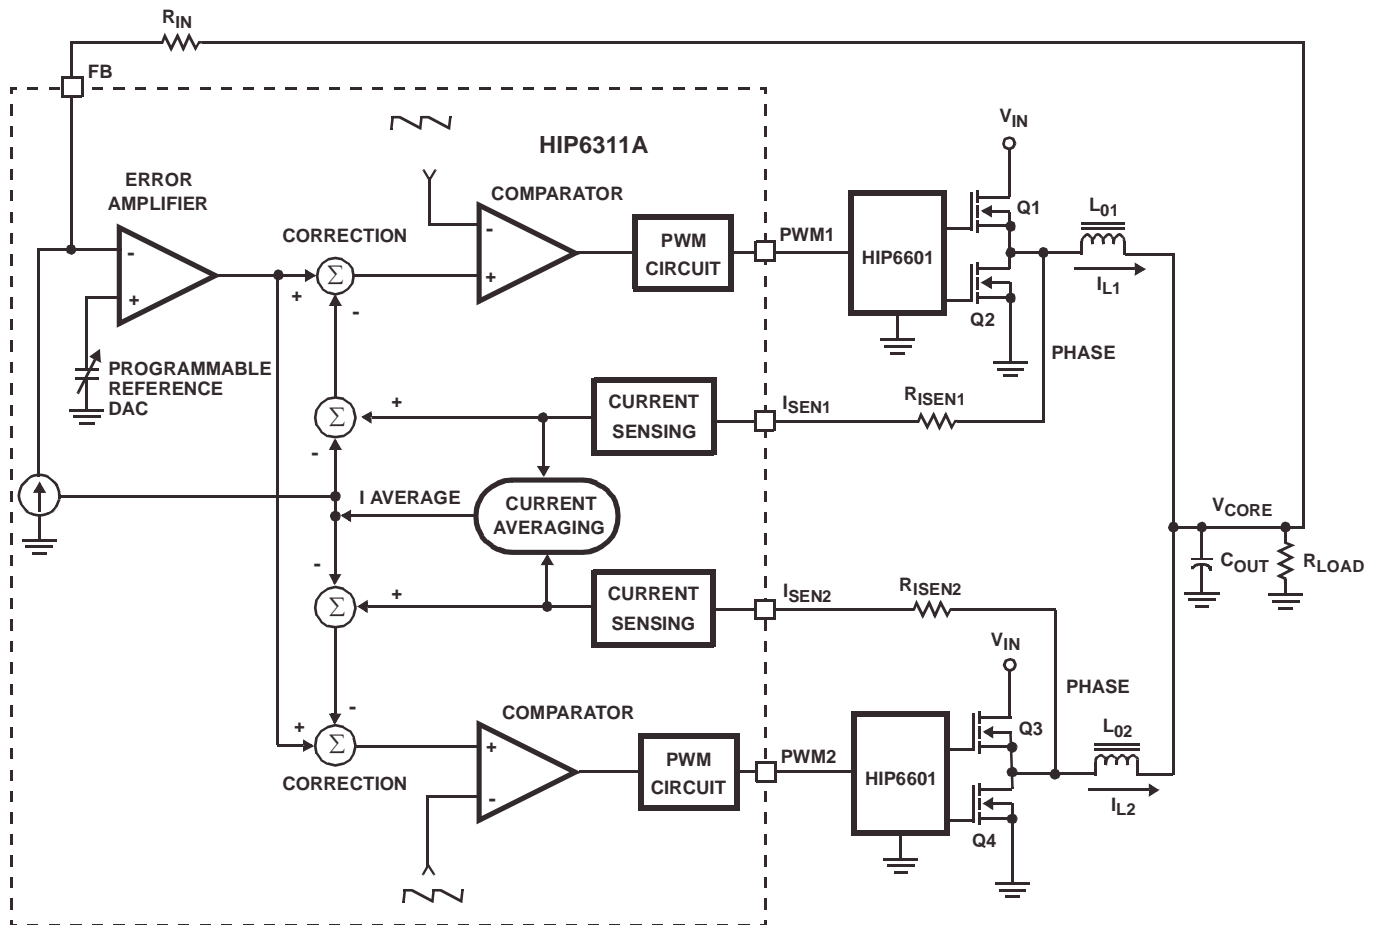 RIN
FB
HIP6311A
VIN
ERROR
AMPLIFIER
COMPARATOR
CORRECTION
-
+
+
Σ
-
-
+
PWM
CIRCUIT
PWM1
HIP6601
Q1
Q2
L01
IL1
PHASE
PROGRAMMABLE
REFERENCE
DAC
Σ
+
-
CURRENT
SENSING
ISEN1
RISEN1
I AVERAGE
CURRENT
AVERAGING
VCORE
COUT
RLOAD
-
Σ
+
CURRENT
SENSING
ISEN2
RISEN2
VIN
PHASE
-
+
Σ
CORRECTION
COMPARATOR
+
-
PWM
CIRCUIT
PWM2
HIP6601
Q3
Q4
L02
IL2